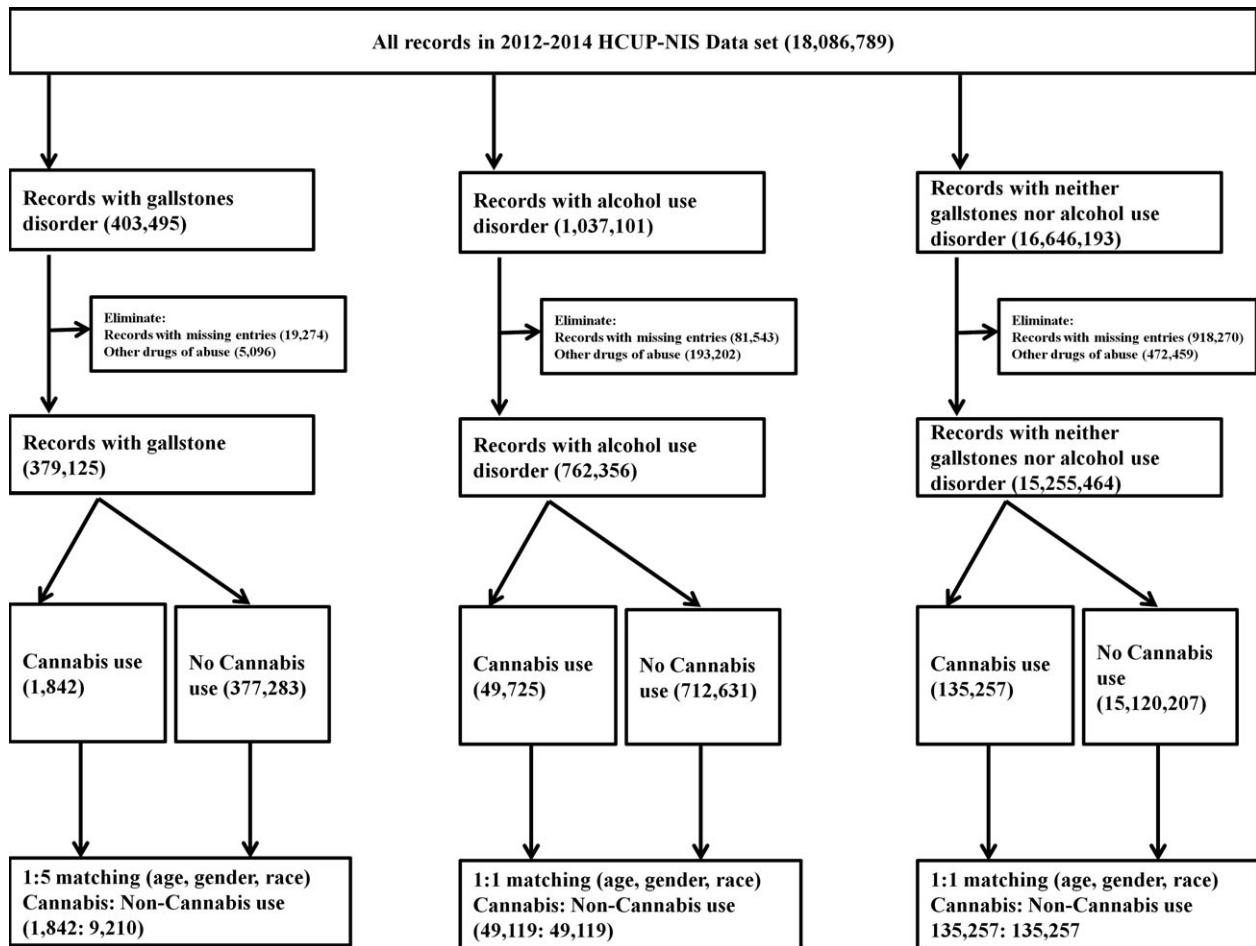 All records in 2012-2014 HCUP-NIS Data set (18,086,789)
Records with gallstones
disorder (403,495)
Records with alcohol use
disorder (1,037,101)
Records with neither
gallstones nor alcohol use
disorder (16,646,193)
Eliminate:
Records with missing entries (19,274)
Other drugs of abuse (5,096)
Eliminate:
Records with missing entries (81,543)
Other drugs of abuse (193,202)
Eliminate:
Records with missing entries (918,270)
Other drugs of abuse (472,459)
Records with gallstone
(379,125)
Records with alcohol use
disorder (762,356)
Records with neither
gallstones nor alcohol use
disorder (15,255,464)
Cannabis use
(1,842)
No Cannabis
use (377,283)
Cannabis use
(49,725)
No Cannabis
use (712,631)
Cannabis use
(135,257)
No Cannabis
use
(15,120,207)
1:5 matching (age, gender, race)
Cannabis: Non-Cannabis use
(1,842: 9,210)
1:1 matching (age, gender, race)
Cannabis: Non-Cannabis use
(49,119: 49,119)
1:1 matching (age, gender, race)
Cannabis: Non-Cannabis use
135,257: 135,257